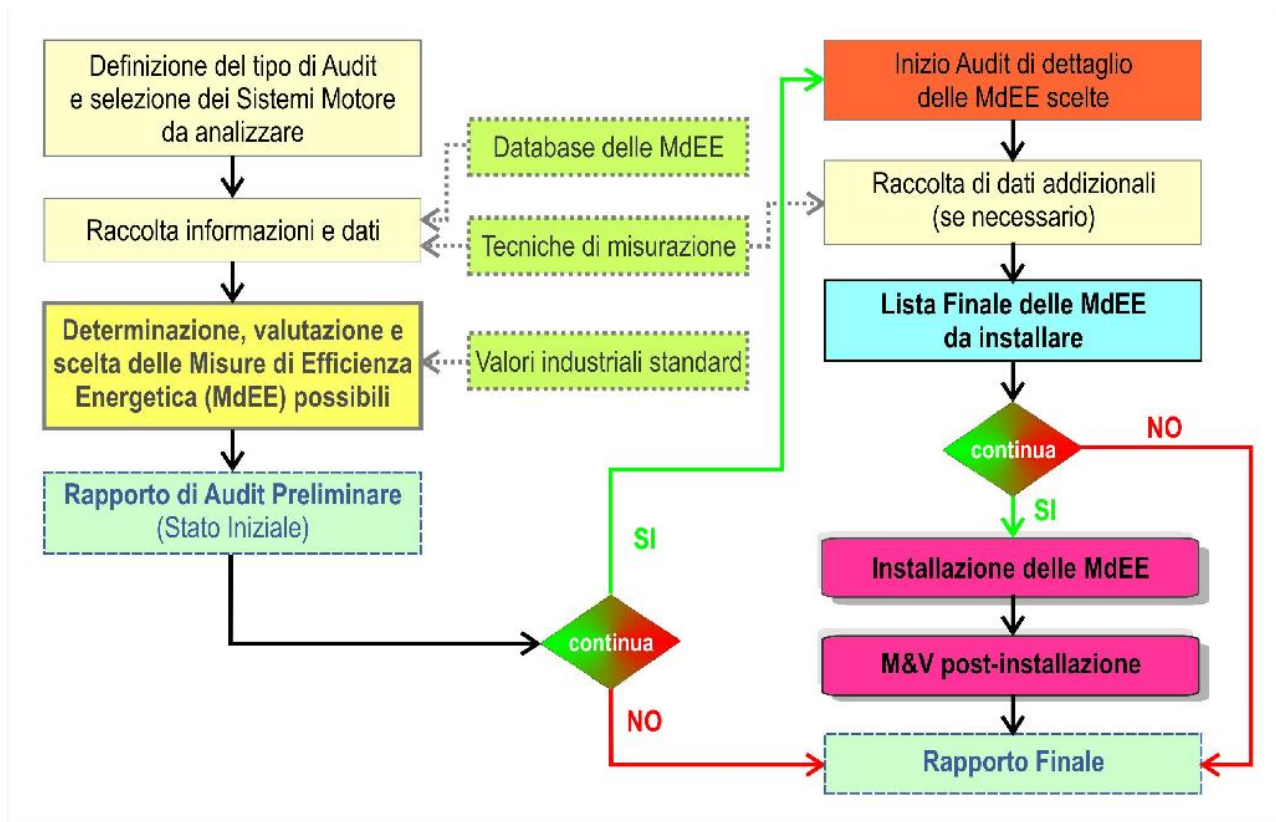 Definizione del tipo di Audit
e selezione dei Sistemi Motore
da analizzare
Raccolta informazioni e dati
Determinazione, valutazione e
scelta delle Misure di Efficienza
Energetica (MdEE) possibili
Rapporto di Audit Preliminare
(Stato Iniziale)
Database delle MdEE
Tecniche di misurazione
Valori industriali standard
continua
SI
NO
Inizio Audit di dettaglio
delle MdEE scelte
Raccolta di dati addizionali
(se necessario)
Lista Finale delle MdEE
da installare
continua
NO
SI
Installazione delle MdEE
M&V post-installazione
Rapporto Finale